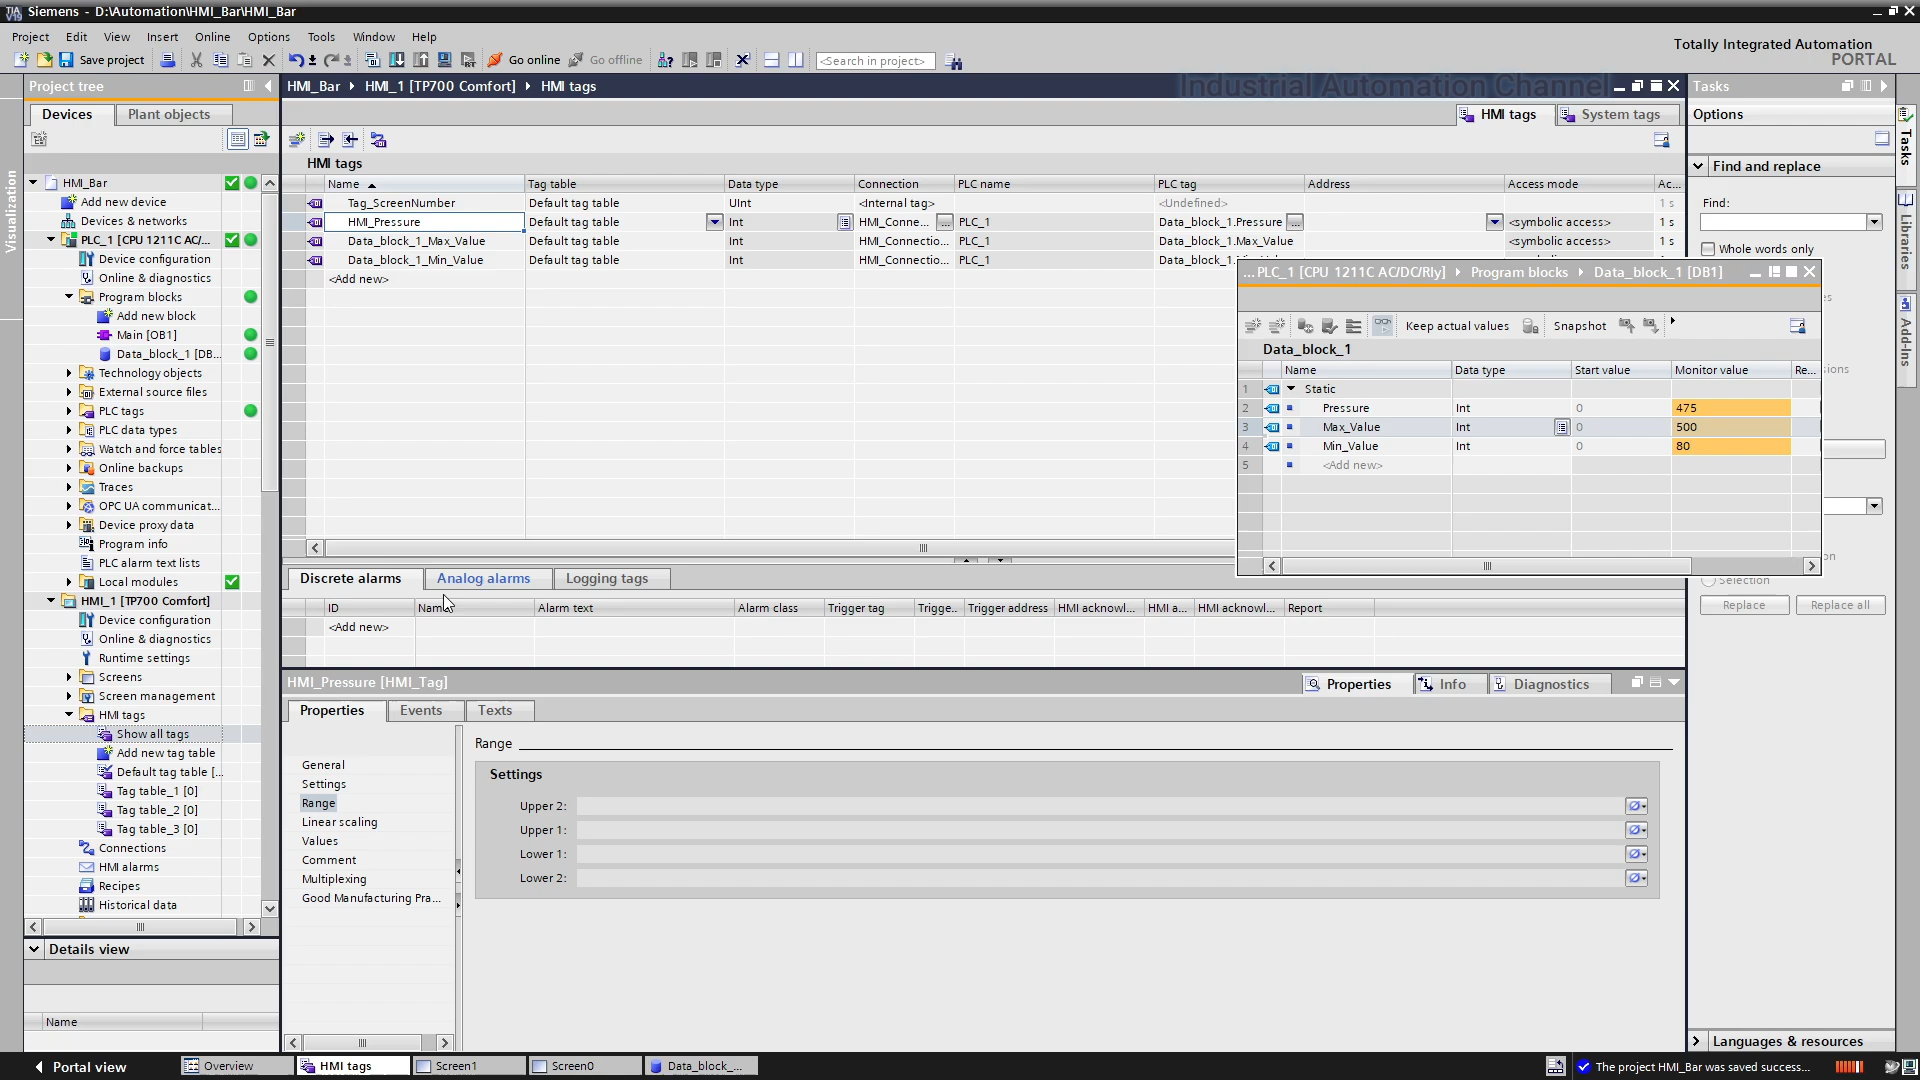 Siemens - D:\Automation\HMI_Bar\HMI_Bar
Project Edit View Insert Online Options Tools Window Help
Totally Integrated Automation
PORTAL
Save project Go online Go offline <Search in project>
Project tree
HMI_Bar HMI_1 [TP700 Comfort] HMI tags
Industrial Automation Channel
Tasks
Devices Plant objects
HMI tags System tags
Options
Visualization
HMI_Bar
Add new device
Devices & networks
PLC_1 [CPU 1211C AC/...
Device configuration
Online & diagnostics
Program blocks
Add new block
Main [OB1]
Data_block_1 [DB...
Technology objects
External source files
PLC tags
PLC data types
Watch and force tables
Online backups
Traces
OPC UA communicat...
Device proxy data
Program info
PLC alarm text lists
Local modules
HMI_1 [TP700 Comfort]
Device configuration
Online & diagnostics
Runtime settings
Screens
Screen management
HMI tags
Show all tags
Add new tag table
Default tag table [...
Tag table_1 [0]
Tag table_2 [0]
Tag table_3 [0]
Connections
HMI alarms
Recipes
Historical data
Details view
Name
HMI tags
Name Tag table Data type Connection PLC name PLC tag Address Access mode Ac...
Tag_ScreenNumber Default tag table UInt <Internal tag> <Undefined> 1 s
HMI_Pressure Default tag table Int HMI_Conne... ... PLC_1 Data_block_1.Pressure ... <symbolic access> 1 s
Data_block_1_Max_Value Default tag table Int HMI_Connectio... PLC_1 Data_block_1.Max_Value <symbolic access> 1 s
Data_block_1_Min_Value Default tag table Int HMI_Connectio... PLC_1
<Add new>
...PLC_1 [CPU 1211C AC/DC/Rly] Program blocks Data_block_1 [DB1]
Keep actual values Snapshot
Data_block_1
Name Data type Start value Monitor value Re...
1 Static
2 Pressure Int 0 475
3 Max_Value Int 0 500
4 Min_Value Int 0 80
5 <Add new>
Discrete alarms Analog alarms Logging tags
ID Name Alarm text Alarm class Trigger tag Trigge.. Trigger address HMI acknowl... HMI a... HMI acknowl... Report
<Add new>
HMI_Pressure [HMI_Tag]
Properties Info Diagnostics
Properties Events Texts
General
Settings
Range
Linear scaling
Values
Comment
Multiplexing
Good Manufacturing Pra...
Range
Settings
Upper 2:
Upper 1:
Lower 1:
Lower 2:
Find and replace
Find:
Whole words only
Selection
Replace Replace all
Languages & resources
Tasks
Libraries
Add-Ins
Portal view Overview HMI tags Screen1 Screen0 Data_block_...
The project HMI_Bar was saved success...